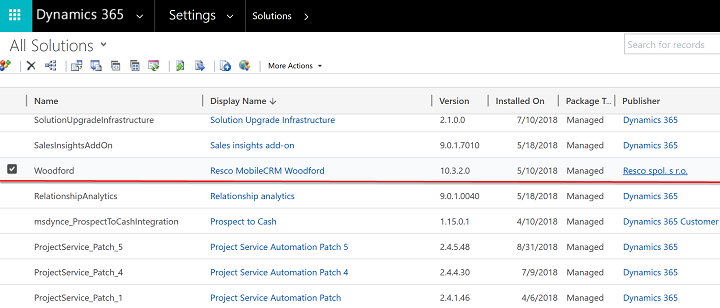 Dynamics 365 Settings Solutions
All Solutions
Search for records
More Actions
Name Display Name Version Installed On Package T... Publisher
SolutionUpgradeInfrastructure Solution Upgrade Infrastructure 2.1.0.0 7/10/2018 Managed Dynamics 365
SalesInsightsAddOn Sales insights add-on 9.0.1.7010 5/18/2018 Managed Dynamics 365
Woodford Resco MobileCRM Woodford 10.3.2.0 5/10/2018 Managed Resco spol. s r.o.
RelationshipAnalytics Relationship analytics 9.0.1.0040 5/18/2018 Managed Dynamics 365
msdynce_ProspectToCashIntegration Prospect to Cash 1.15.0.1 4/10/2018 Managed Dynamics 365 Customer
ProjectService_Patch_5 Project Service Automation Patch 5 2.4.5.48 8/31/2018 Managed Dynamics 365
ProjectService_Patch_4 Project Service Automation Patch 4 2.4.4.30 7/9/2018 Managed Dynamics 365
ProjectService_Patch_1 Project Service Automation Patch 2.4.1.46 4/6/2018 Managed Dynamics 365